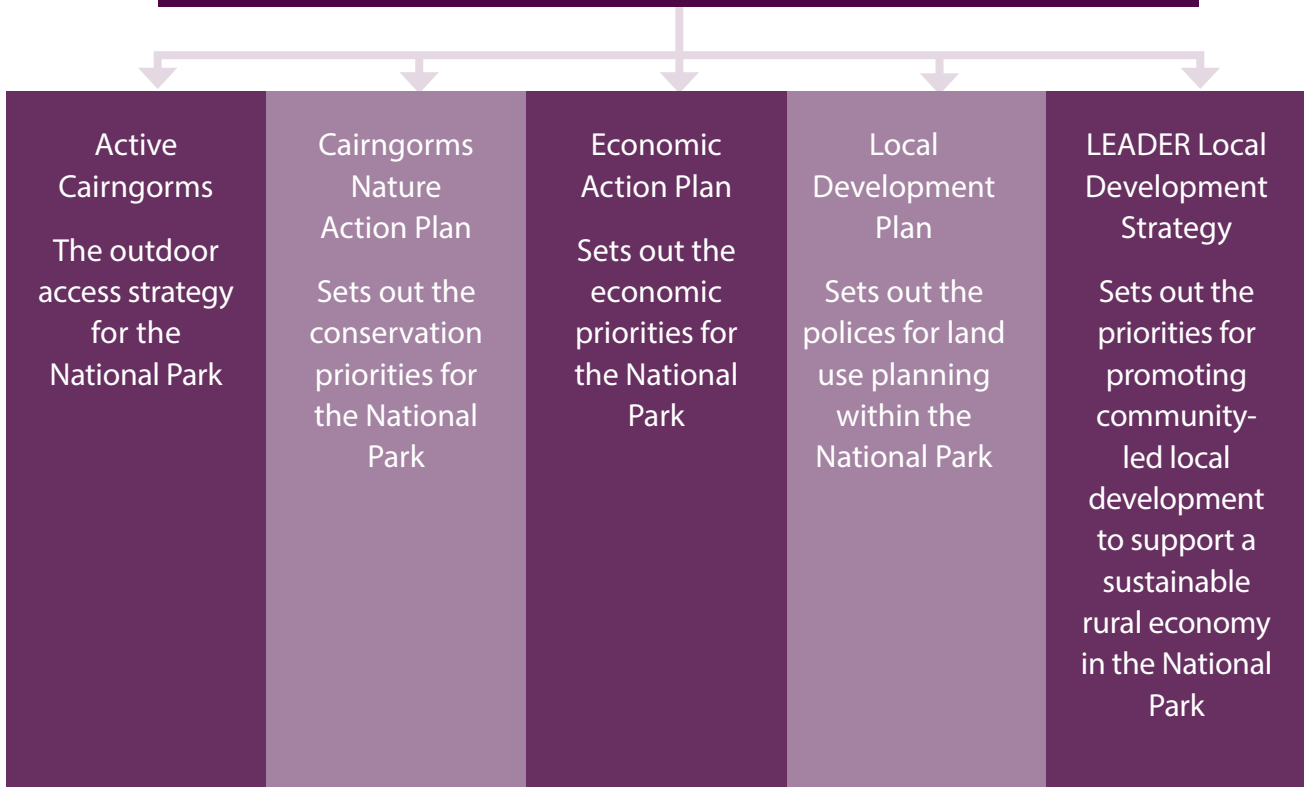 Active
Cairngorms
The outdoor
access strategy
for the
National Park
Cairngorms
Nature
Action Plan
Sets out the
conservation
priorities for
the National
Park
Economic
Action Plan
Sets out the
economic
priorities for
the National
Park
Local
Development
Plan
Sets out the
polices for land
use planning
within the
National Park
LEADER Local
Development
Strategy
Sets out the
priorities for
promoting
community-
led local
development
to support a
sustainable
rural economy
in the National
Park